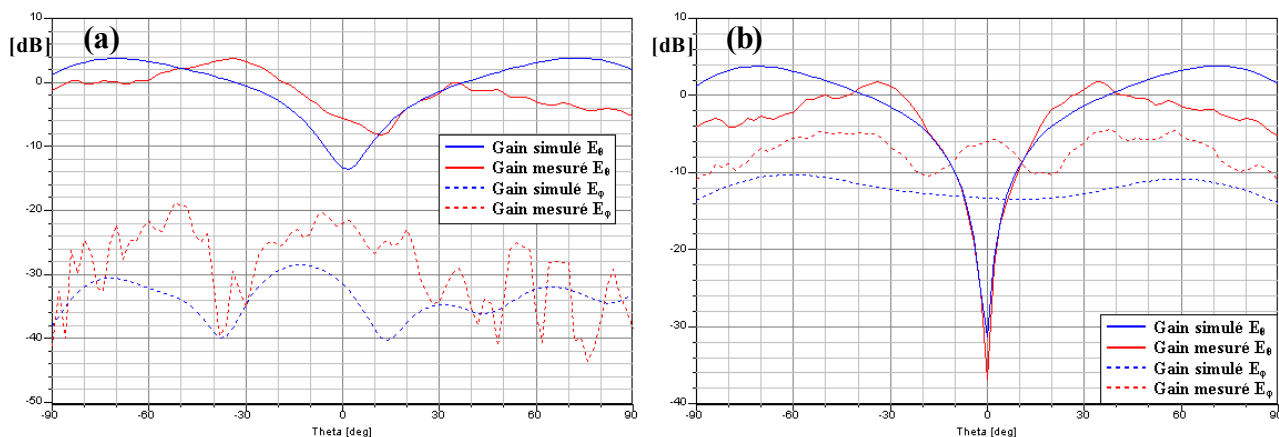 [dB]
(a)
10
0
-10
-20
-30
-40
-50
-90
-30
0
30
90
Theta [deg]
Gain simulé Eθ
Gain mesuré Eθ
Gain simulé Eφ
Gain mesuré Eφ
[dB]
(b)
10
0
-10
-20
-30
-40
-90
-60
-30
0
30
60
90
Theta [deg]
Gain simulé Eθ
Gain mesuré Eθ
Gain simulé Eφ
Gain mesuré Eφ